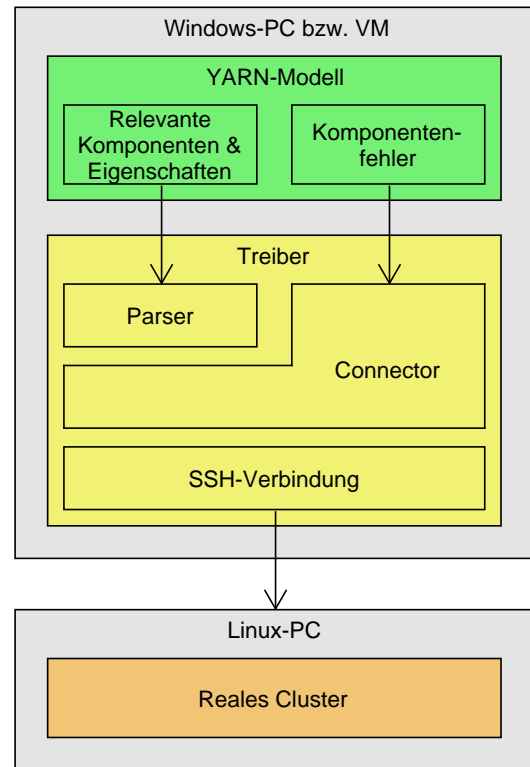 Windows-PC bzw. VM
YARN-Modell
Relevante
Komponenten &
Eigenschaften
Komponenten-
fehler
Treiber
Parser
Connector
SSH-Verbindung
Linux-PC
Reales Cluster